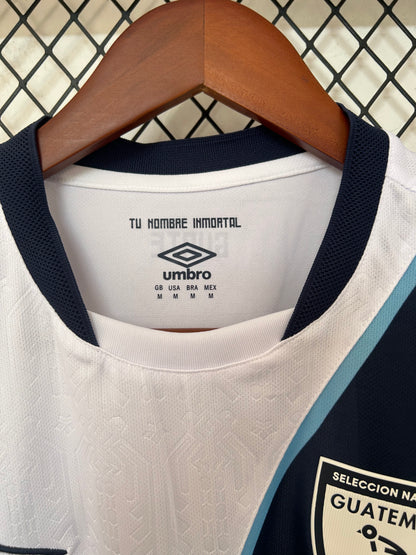 TU NOMBRE INMORTAL
umbro
GB USA BRA MEX
M M M M
SELECCION NA
GUATEM